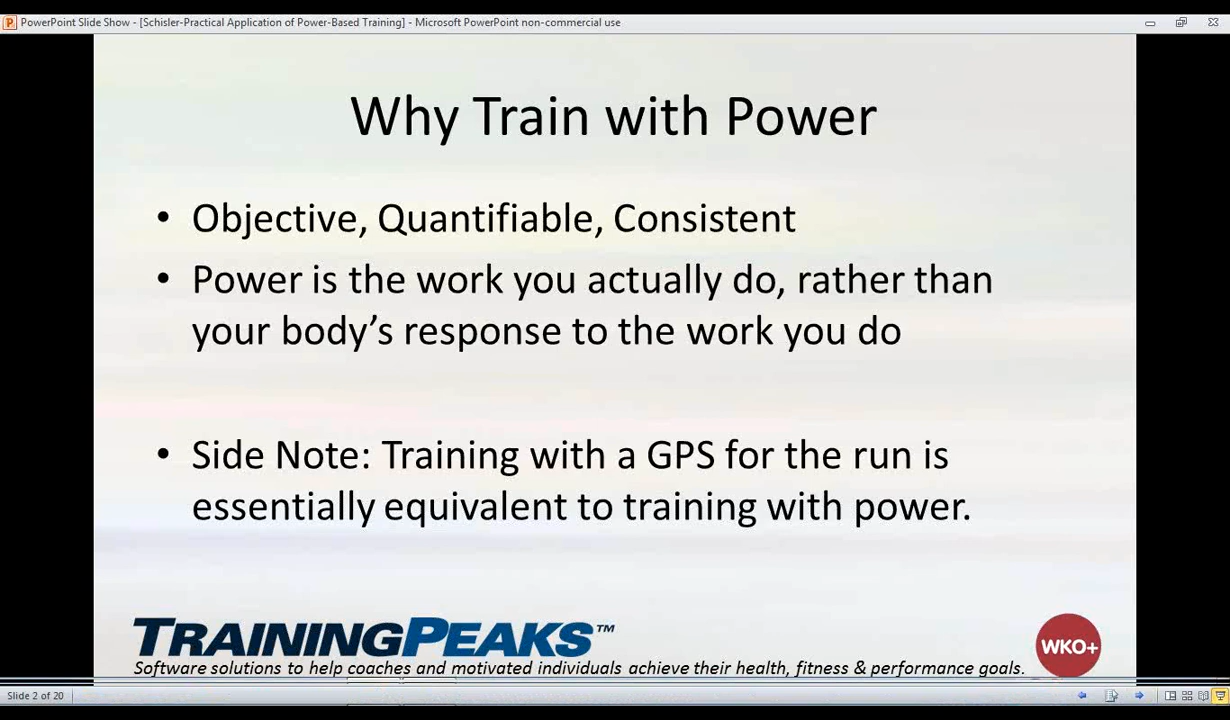 PowerPoint Slide Show - [Schisler-Practical Application of Power-Based Training] - Microsoft PowerPoint non-commercial use
Why Train with Power
• Objective, Quantifiable, Consistent
• Power is the work you actually do, rather than
your body’s response to the work you do
• Side Note: Training with a GPS for the run is
essentially equivalent to training with power.
TRAININGPEAKS™
WKO+
Software solutions to help coaches and motivated individuals achieve their health, fitness & performance goals.
Slide 2 of 20